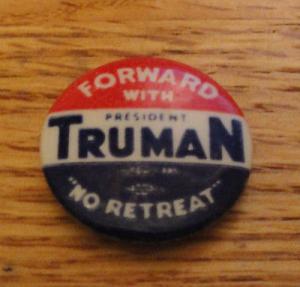 FORWARD
WITH
PRESIDENT
TRUMAN
"NO RETREAT"